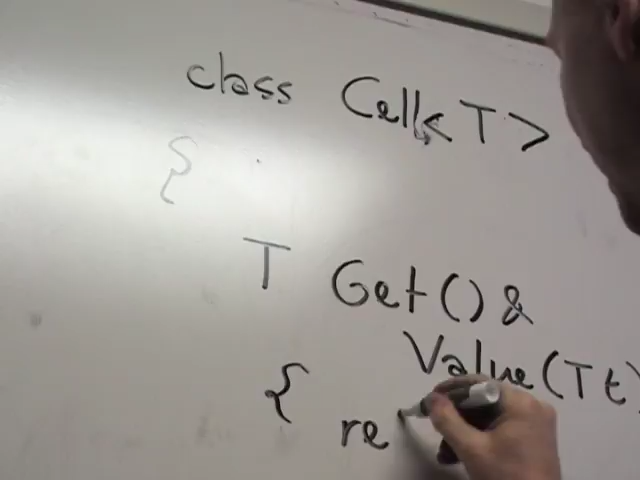 class Cell<T>
{
T Get() &
Value(T t)
{
re